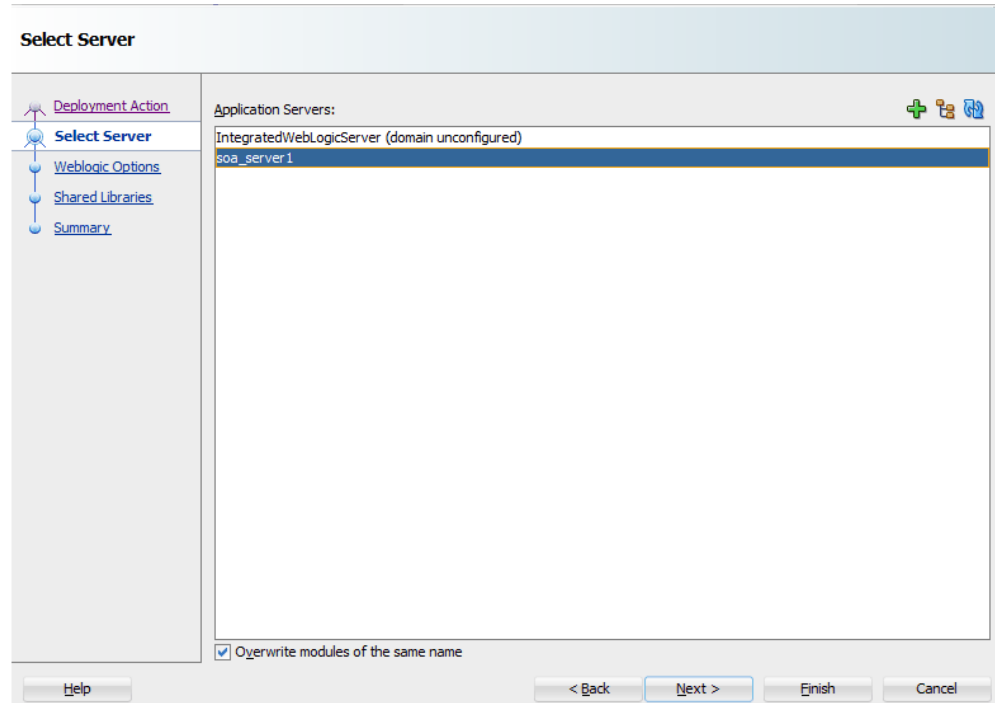 Select Server
Deployment Action
Select Server
Weblogic Options
Shared Libraries
Summary
Application Servers:
IntegratedWebLogicServer (domain unconfigured)
soa_server1
Overwrite modules of the same name
Help
< Back
Next >
Finish
Cancel